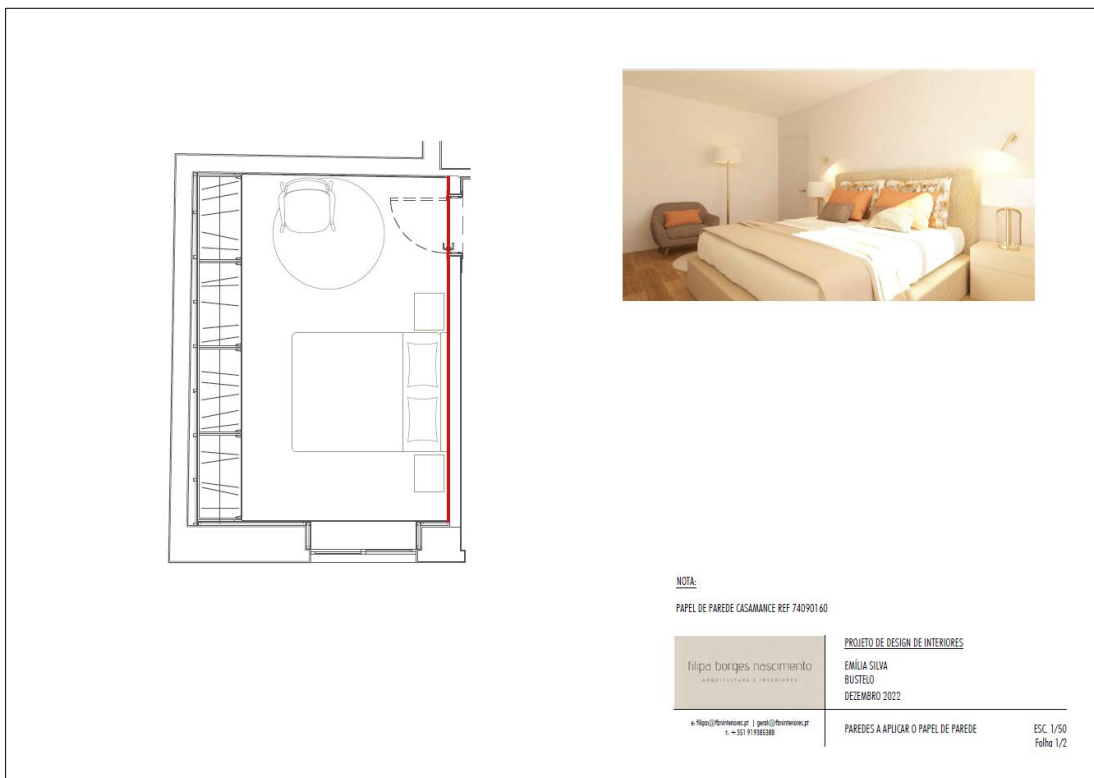 NOTA:
PAPEL DE PAREDE CASAMANCE REF 74090160
filipa borges nascimento
ARQUITECTURA E INTERIORES
e: filipa@fbninteriores.pt | geral@fbninteriores.pt
t: +351 919385388
PROJETO DE DESIGN DE INTERIORES
EMÍLIA SILVA
BUSTELO
DEZEMBRO 2022
PAREDES A APLICAR O PAPEL DE PAREDE
ESC. 1/50
Folha 1/2